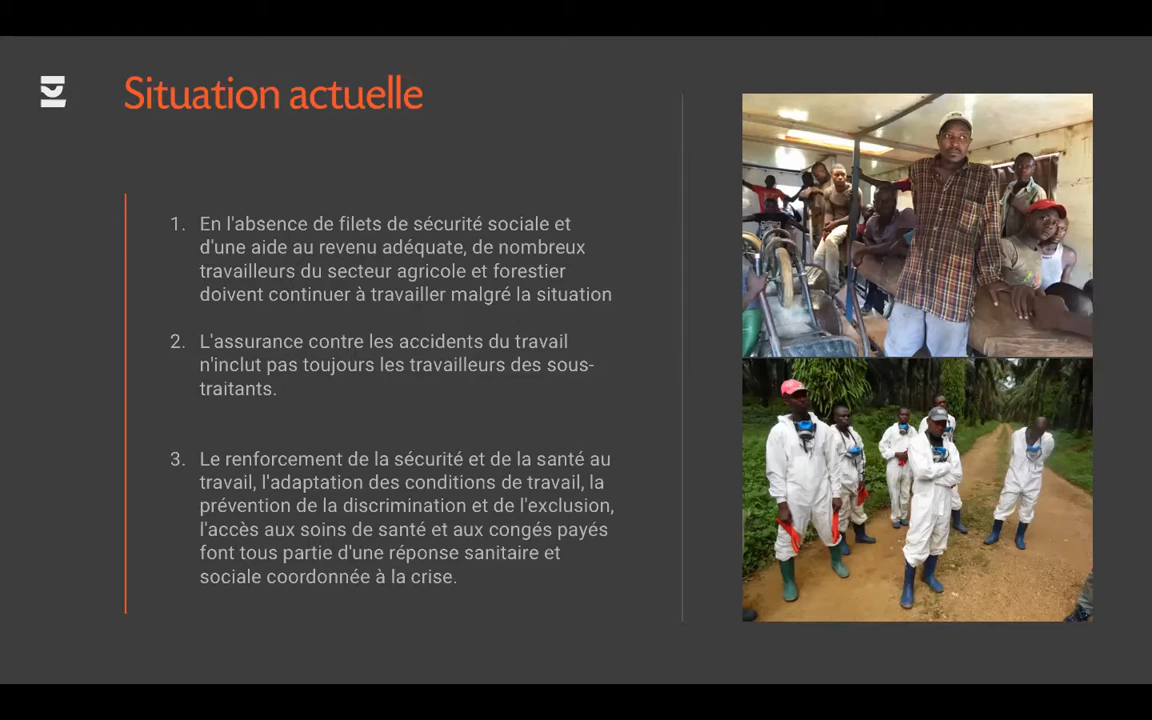 Situation actuelle
1. En l'absence de filets de sécurité sociale et
d'une aide au revenu adéquate, de nombreux
travailleurs du secteur agricole et forestier
doivent continuer à travailler malgré la situation
2. L'assurance contre les accidents du travail
n'inclut pas toujours les travailleurs des sous-
traitants.
3. Le renforcement de la sécurité et de la santé au
travail, l'adaptation des conditions de travail, la
prévention de la discrimination et de l'exclusion,
l'accès aux soins de santé et aux congés payés
font tous partie d'une réponse sanitaire et
sociale coordonnée à la crise.